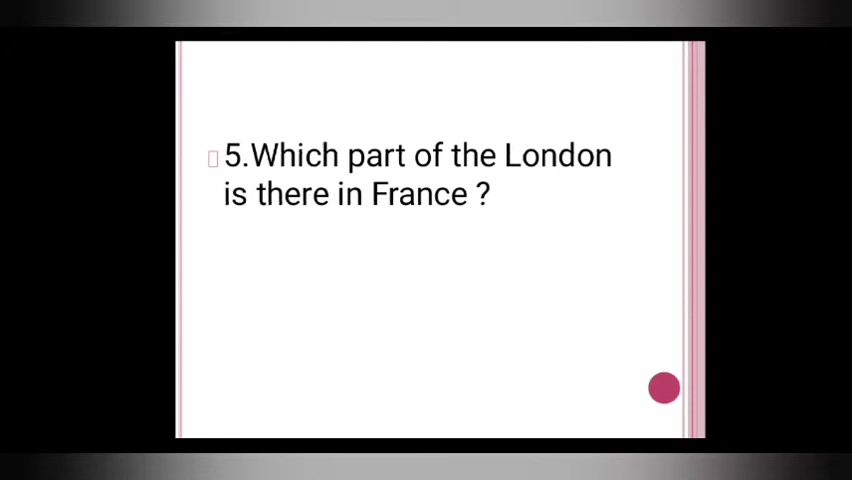 5.Which part of the London
is there in France ?